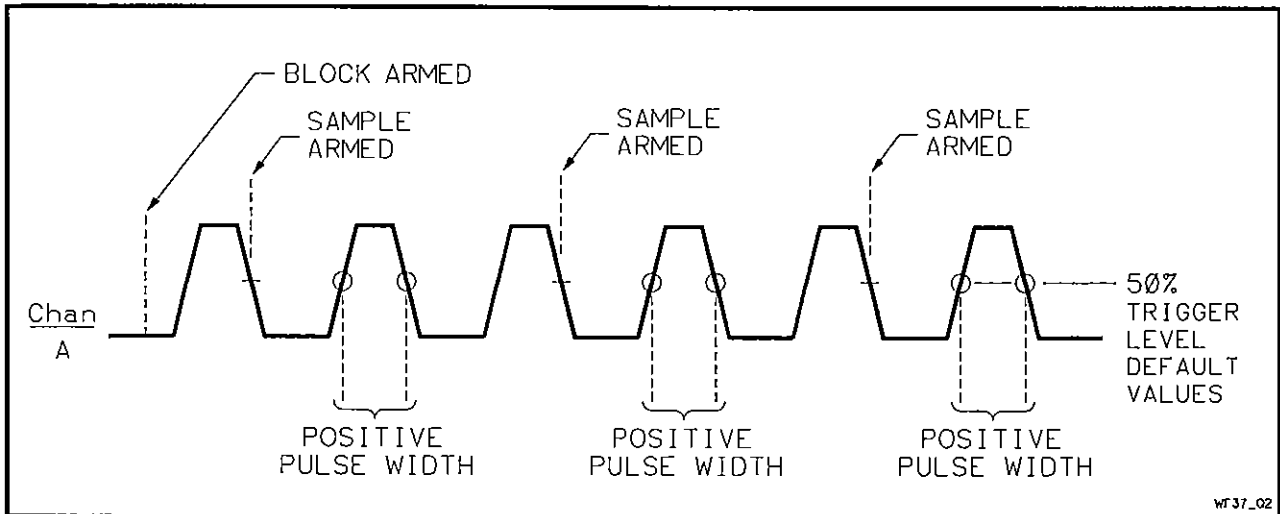 BLOCK ARMED
SAMPLE
ARMED
SAMPLE
ARMED
SAMPLE
ARMED
Chan
A
50%
TRIGGER
LEVEL
DEFAULT
VALUES
POSITIVE
PULSE WIDTH
POSITIVE
PULSE WIDTH
POSITIVE
PULSE WIDTH
WF37_02